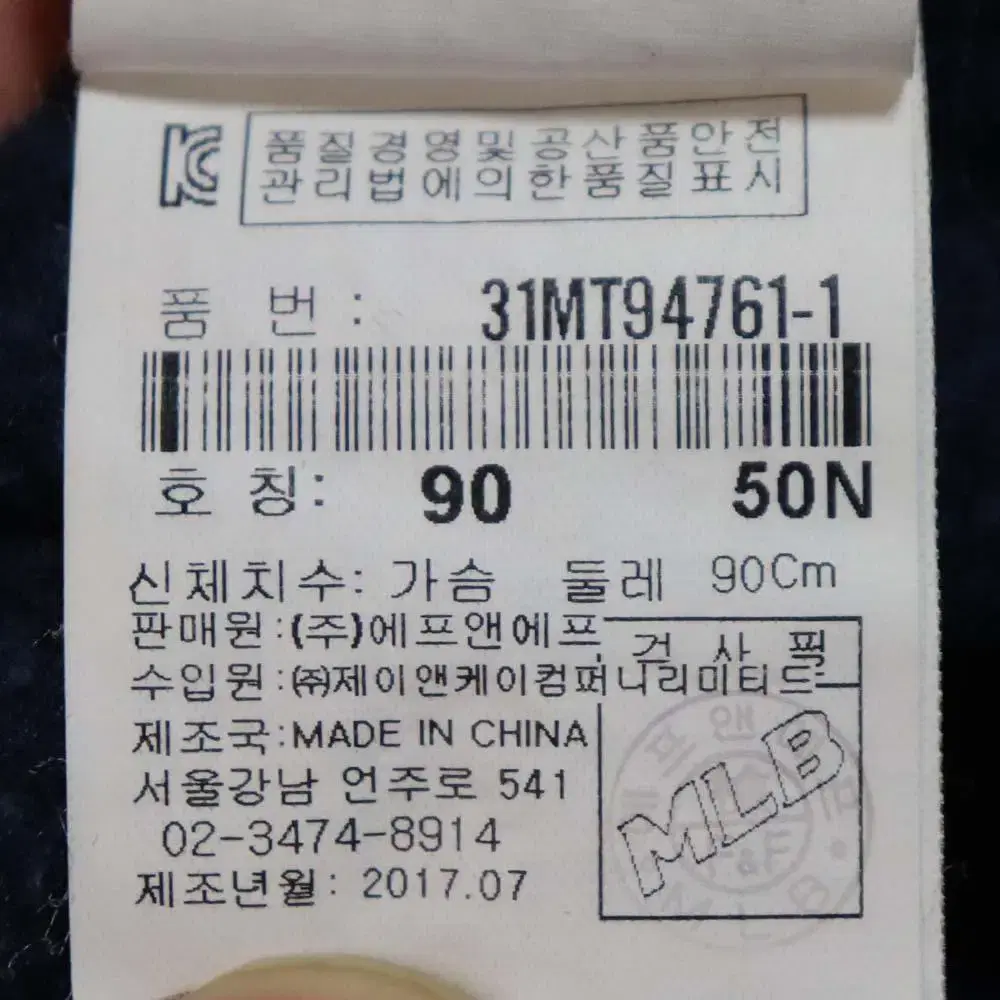 KC 품질경영및공산품안전
관리법에의한품질표시
품 번 : 31MT94761-1
호 칭: 90 50N
신체치수: 가슴 둘레 90Cm
판매원:(주)에프앤에프
검 사 필
수입원:㈜제이앤케이컴퍼니리미티드
제조국:MADE IN CHINA
서울강남 언주로 541
02-3474-8914
제조년월: 2017.07
MLB
F&F